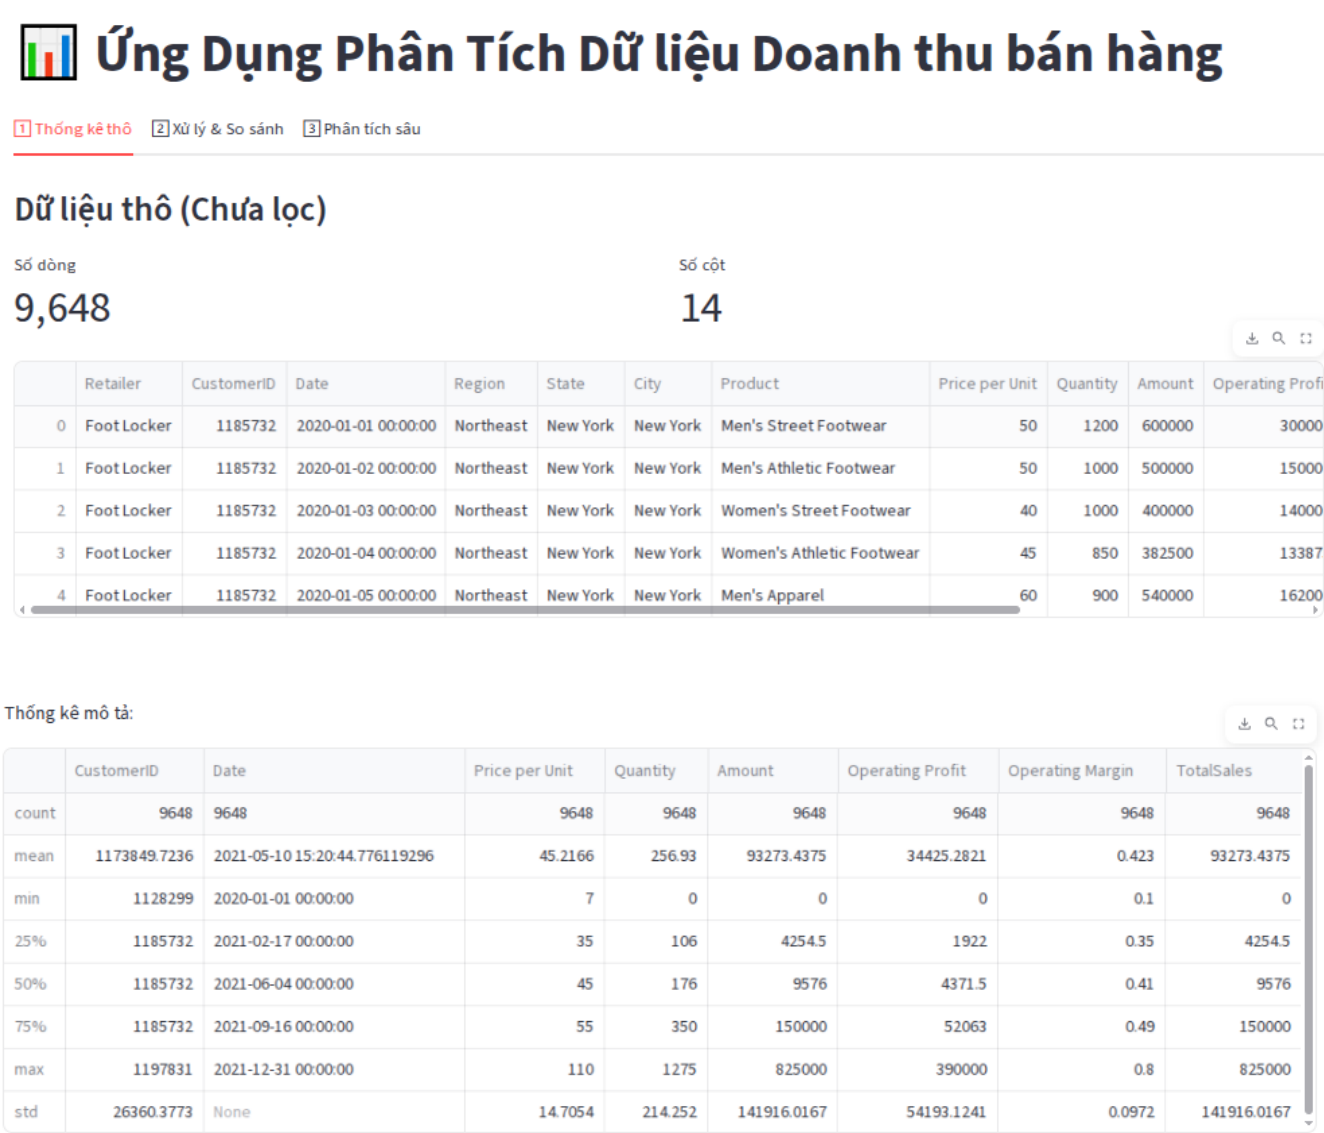 Ứng Dụng Phân Tích Dữ liệu Doanh thu bán hàng
1 Thống kê thô 2 Xử lý & So sánh 3 Phân tích sâu
Dữ liệu thô (Chưa lọc)
Số dòng Số cột
9,648 14
Retailer CustomerID Date Region State City Product Price per Unit Quantity Amount Operating Profi
0 Foot Locker 1185732 2020-01-01 00:00:00 Northeast New York New York Men's Street Footwear 50 1200 600000 30000
1 Foot Locker 1185732 2020-01-02 00:00:00 Northeast New York New York Men's Athletic Footwear 50 1000 500000 15000
2 Foot Locker 1185732 2020-01-03 00:00:00 Northeast New York New York Women's Street Footwear 40 1000 400000 14000
3 Foot Locker 1185732 2020-01-04 00:00:00 Northeast New York New York Women's Athletic Footwear 45 850 382500 13387
4 Foot Locker 1185732 2020-01-05 00:00:00 Northeast New York New York Men's Apparel 60 900 540000 16200
Thống kê mô tả:
CustomerID Date Price per Unit Quantity Amount Operating Profit Operating Margin TotalSales
count 9648 9648 9648 9648 9648 9648 9648 9648
mean 1173849.7236 2021-05-10 15:20:44.776119296 45.2166 256.93 93273.4375 34425.2821 0.423 93273.4375
min 1128299 2020-01-01 00:00:00 7 0 0 0 0.1 0
25% 1185732 2021-02-17 00:00:00 35 106 4254.5 1922 0.35 4254.5
50% 1185732 2021-06-04 00:00:00 45 176 9576 4371.5 0.41 9576
75% 1185732 2021-09-16 00:00:00 55 350 150000 52063 0.49 150000
max 1197831 2021-12-31 00:00:00 110 1275 825000 390000 0.8 825000
std 26360.3773 None 14.7054 214.252 141916.0167 54193.1241 0.0972 141916.0167